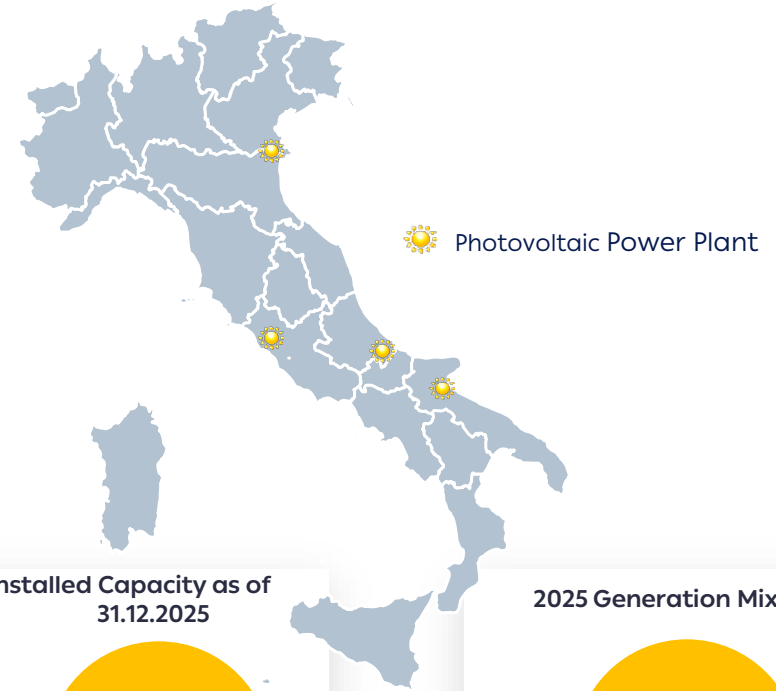 Photovoltaic Power Plant
nstalled Capacity as of
31.12.2025
2025 Generation Mix